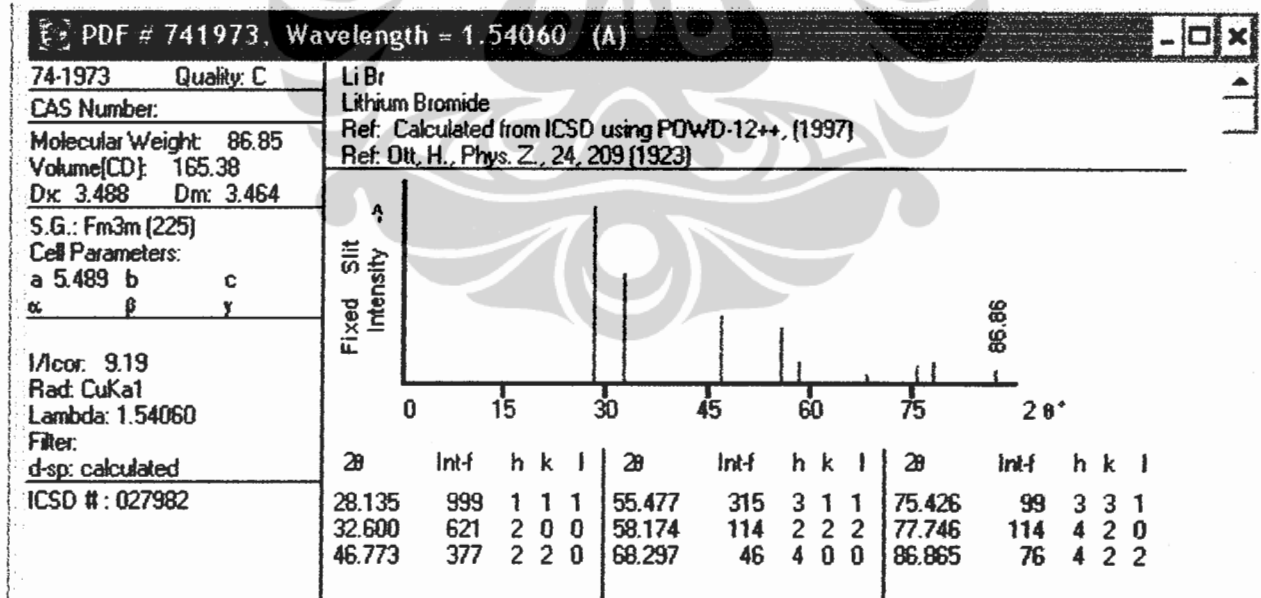 PDF # 741973, Wavelength = 1.54060 (A)
74-1973 Quality: C
CAS Number:
Molecular Weight: 86.85
Volume[CD]: 165.38
Dx: 3.488 Dm: 3.464
S.G.: Fm3m (225)
Cell Parameters:
a 5.489 b c
α β γ
I/Icor: 9.19
Rad: CuKa1
Lambda: 1.54060
Filter:
d-sp: calculated
ICSD # : 027982
Li Br
Lithium Bromide
Ref: Calculated from ICSD using POWD-12++, (1997)
Ref: Ott, H., Phys. Z., 24, 209 (1923)
Fixed Slit
Intensity →
86.86
0 15 30 45 60 75 2 θ°
2θ Int-f h k l 2θ Int-f h k l 2θ Int-f h k l
28.135 999 1 1 1 55.477 315 3 1 1 75.426 99 3 3 1
32.600 621 2 0 0 58.174 114 2 2 2 77.746 114 4 2 0
46.773 377 2 2 0 68.297 46 4 0 0 86.865 76 4 2 2